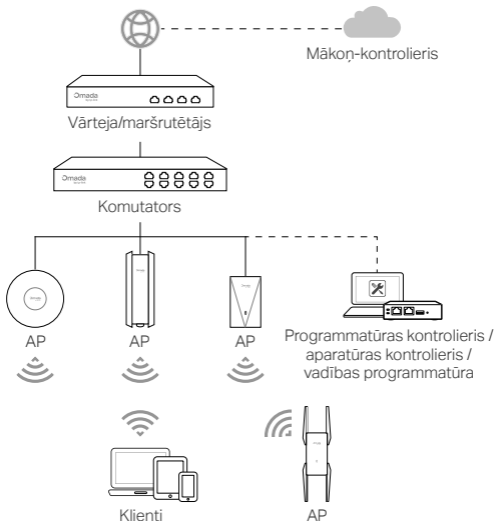 Mākoņ-kontrolieris
Omada
Vārteja/maršrutētājs
Omada
Komutators
AP
AP
AP
Programmatūras kontrolieris /
aparatūras kontrolieris /
vadības programmatūra
Klienti
AP